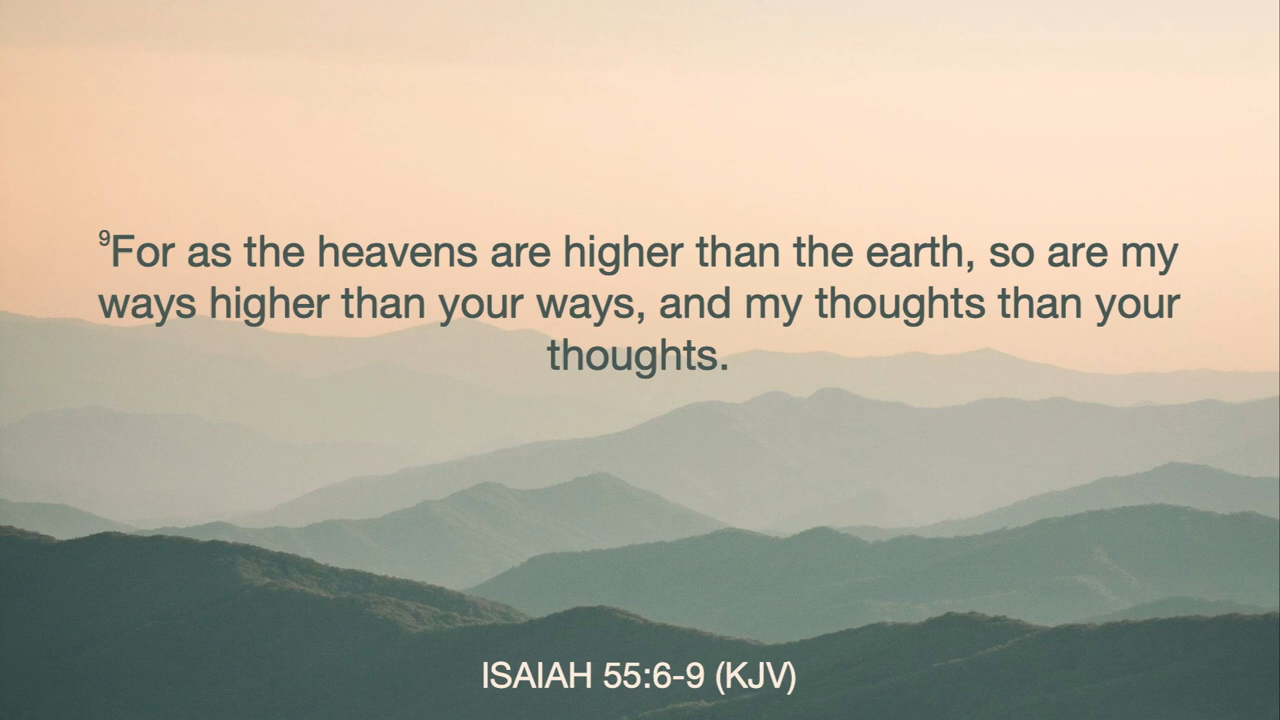 ⁹For as the heavens are higher than the earth, so are my
ways higher than your ways, and my thoughts than your
thoughts.
ISAIAH 55:6-9 (KJV)